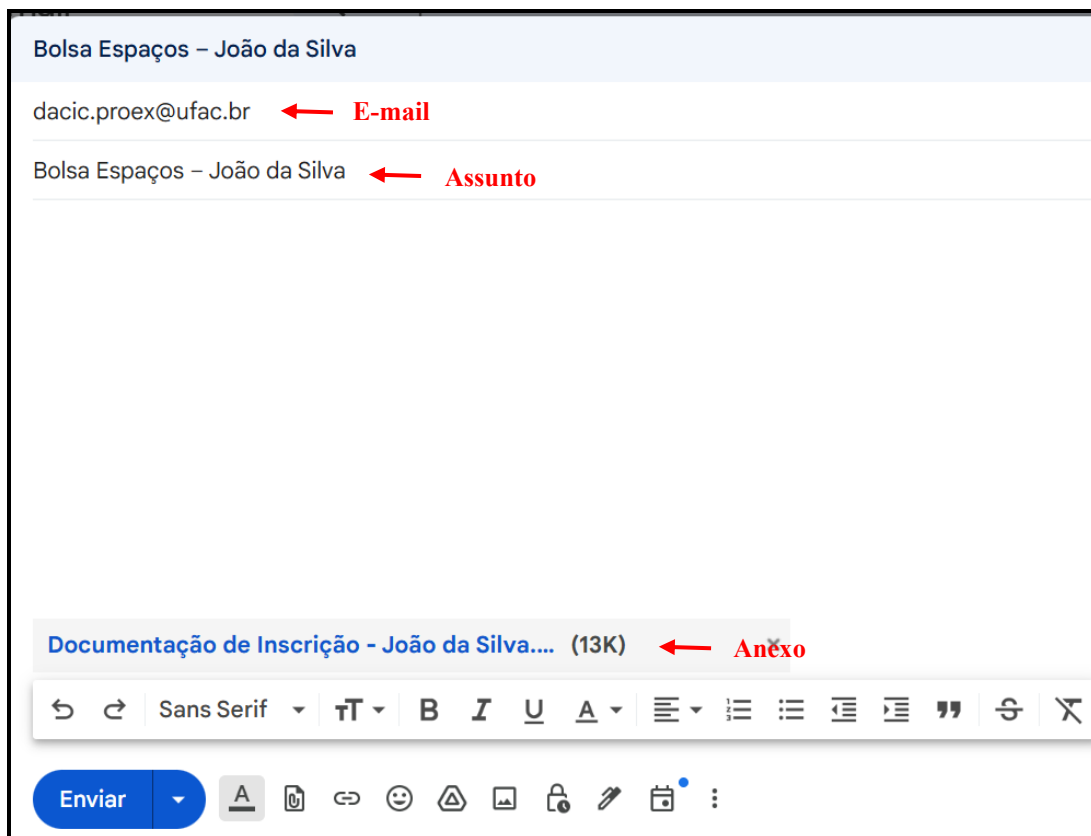 Bolsa Espaços – João da Silva
dacic.proex@ufac.br E-mail
Bolsa Espaços – João da Silva Assunto
Documentação de Inscrição - João da Silva.... (13K) Anexo
Sans Serif
Enviar